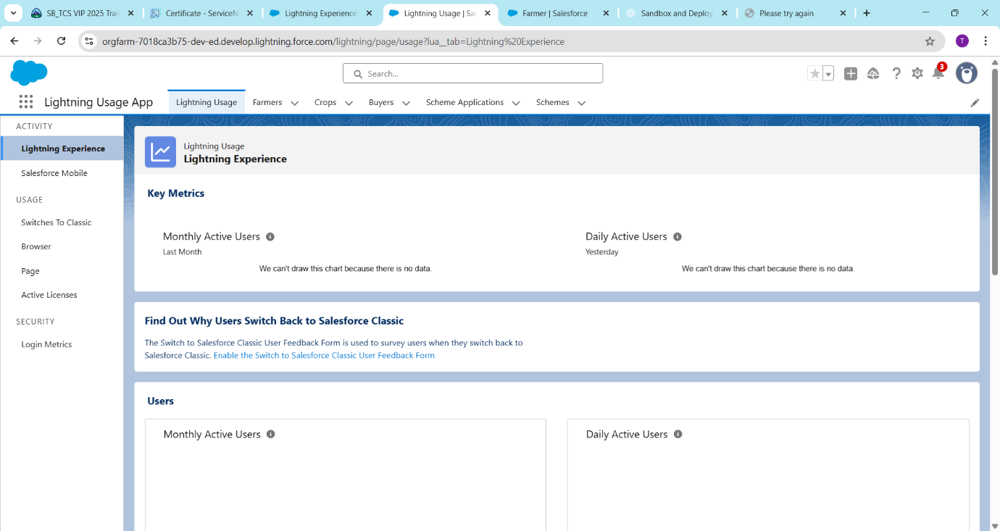 SB_TCS VIP 2025 Trail
Certificate - ServiceN
Lightning Experience
Lightning Usage | Sal
Farmer | Salesforce
Sandbox and Deploy
Please try again
orgfarm-7018ca3b75-dev-ed.develop.lightning.force.com/lightning/page/usage?lua__tab=Lightning%20Experience
T
Search...
3
Lightning Usage App
Lightning Usage
Farmers
Crops
Buyers
Scheme Applications
Schemes
ACTIVITY
Lightning Experience
Salesforce Mobile
USAGE
Switches To Classic
Browser
Page
Active Licenses
SECURITY
Login Metrics
Lightning Usage
Lightning Experience
Key Metrics
Monthly Active Users
Last Month
We can't draw this chart because there is no data.
Daily Active Users
Yesterday
We can't draw this chart because there is no data.
Find Out Why Users Switch Back to Salesforce Classic
The Switch to Salesforce Classic User Feedback Form is used to survey users when they switch back to
Salesforce Classic. Enable the Switch to Salesforce Classic User Feedback Form
Users
Monthly Active Users
Daily Active Users